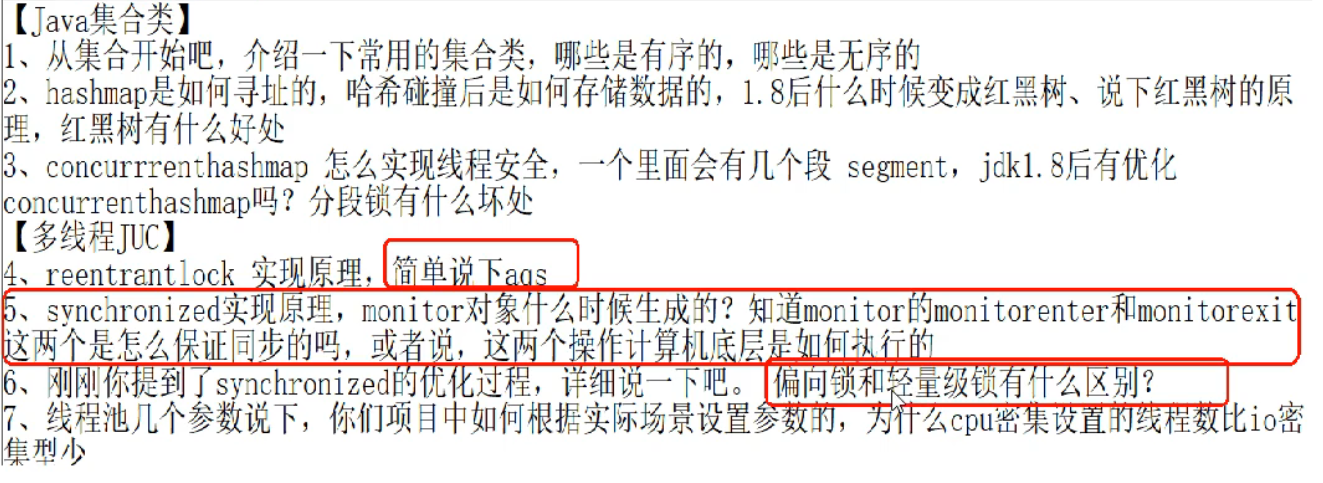 【Java集合类】
1、从集合开始吧，介绍一下常用的集合类，哪些是有序的，哪些是无序的
2、hashmap是如何寻址的，哈希碰撞后是如何存储数据的，1.8后什么时候变成红黑树、说下红黑树的原
理，红黑树有什么好处
3、concurrrenthashmap 怎么实现线程安全，一个里面会有几个段 segment，jdk1.8后有优化
concurrenthashmap吗？分段锁有什么坏处
【多线程JUC】
4、reentrantlock 实现原理，简单说下aqs
5、synchronized实现原理，monitor对象什么时候生成的？知道monitor的monitorenter和monitorexit
这两个是怎么保证同步的吗，或者说，这两个操作计算机底层是如何执行的
6、刚刚你提到了synchronized的优化过程，详细说一下吧。偏向锁和轻量级锁有什么区别？
7、线程池几个参数说下，你们项目中如何根据实际场景设置参数的，为什么cpu密集设置的线程数比io密
集型少